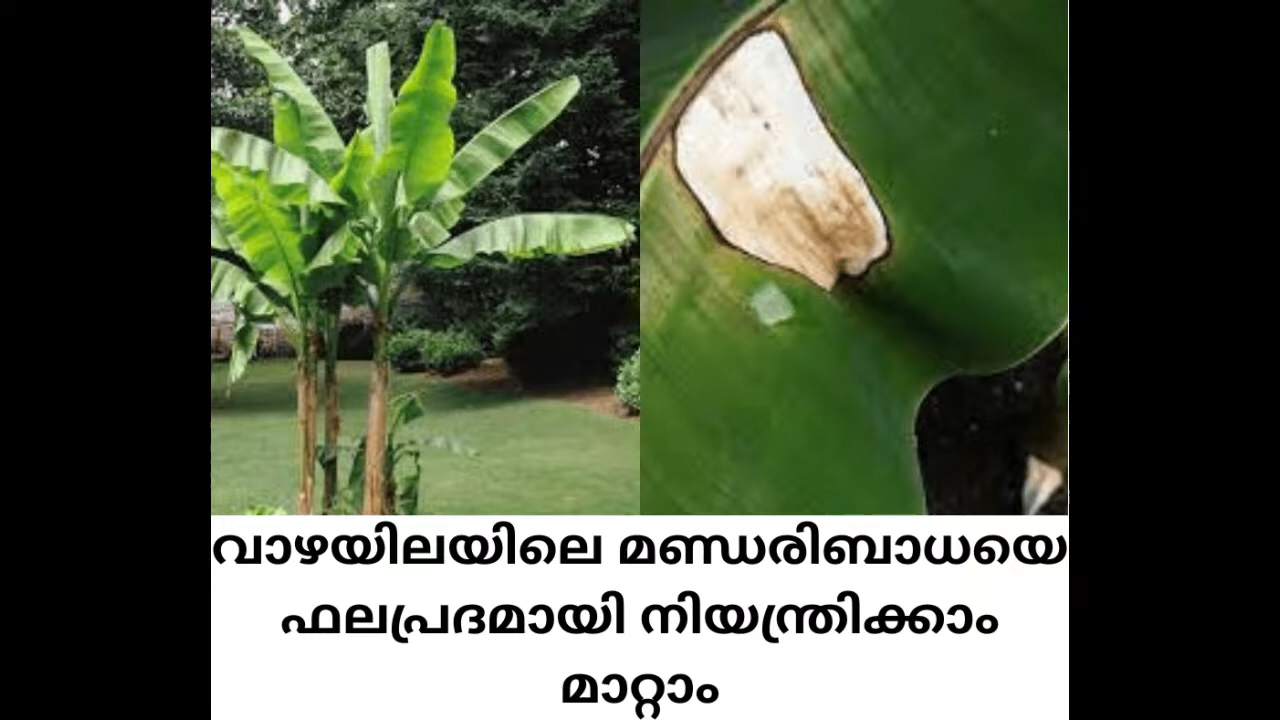 വാഴയിലയിലെ മണ്ഡരിബാധയെ
ഫലപ്രദമായി നിയന്ത്രിക്കാം
മാറ്റാം